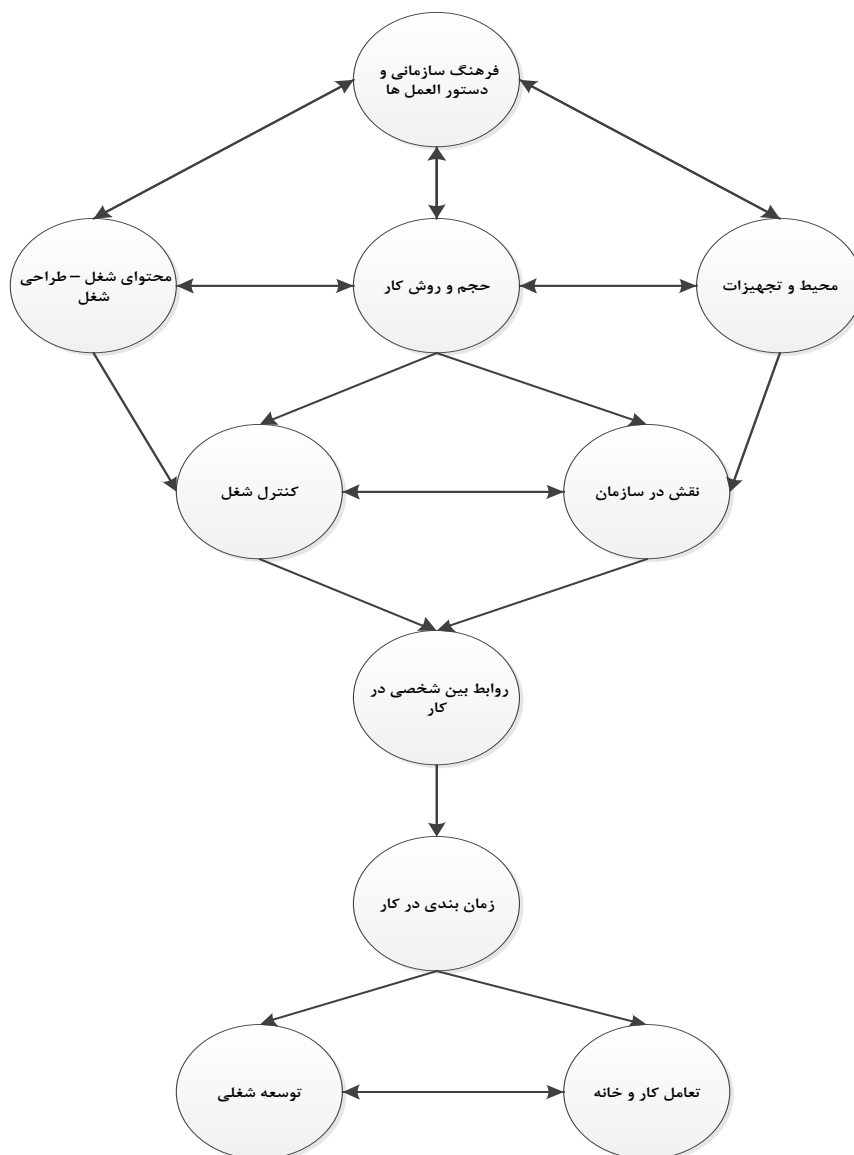 فرهنگ سازمانی و
دستور العمل ها
محتوای شغل – طراحی
شغل
حجم و روش کار
محیط و تجهیزات
کنترل شغل
نقش در سازمان
روابط بین شخصی در
کار
زمان بندی در کار
توسعه شغلی
تعامل کار و خانه